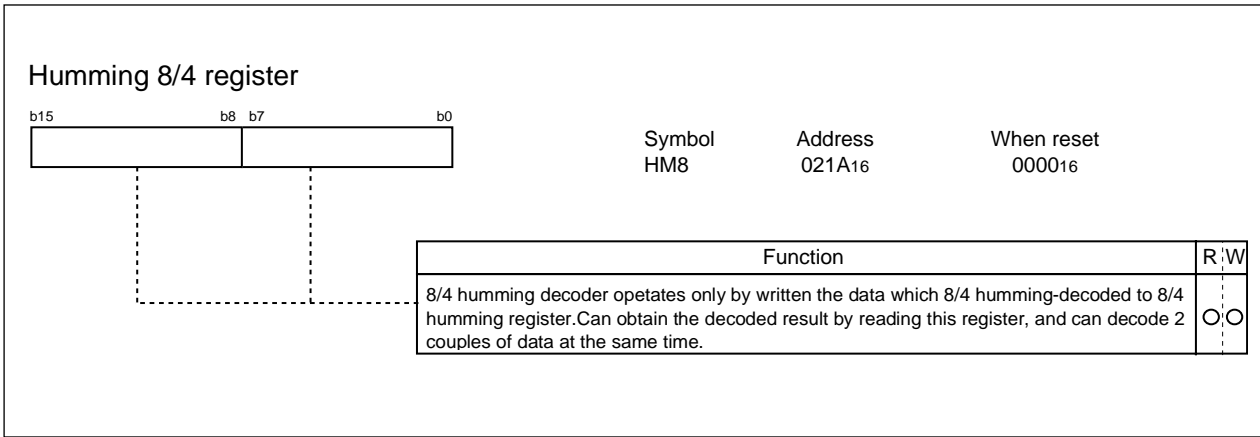 Humming 8/4 register
b15 b8 b7 b0
Symbol Address When reset
HM8 021A16 000016
Function R W
8/4 humming decoder opetates only by written the data which 8/4 humming-decoded to 8/4
humming register.Can obtain the decoded result by reading this register, and can decode 2
couples of data at the same time.